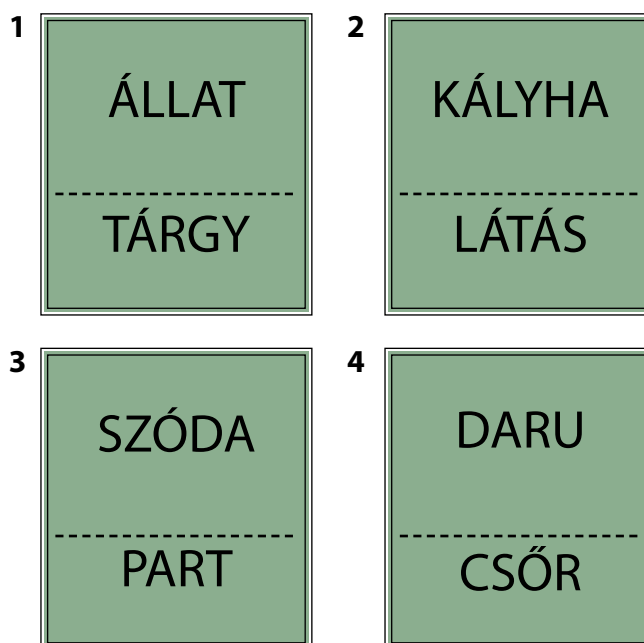 1
ÁLLAT
TÁRGY
2
KÁLYHA
LÁTÁS
3
SZÓDA
PART
4
DARU
CSŐR